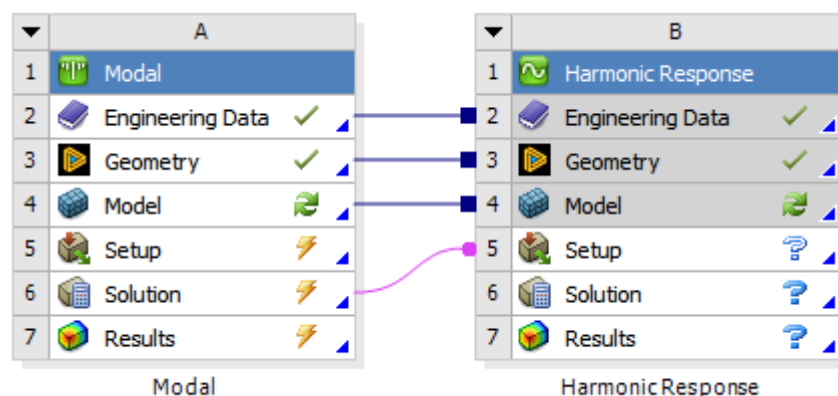 A
1 Modal
2 Engineering Data
3 Geometry
4 Model
5 Setup
6 Solution
7 Results
Modal
B
1 Harmonic Response
2 Engineering Data
3 Geometry
4 Model
5 Setup
6 Solution
7 Results
Harmonic Response